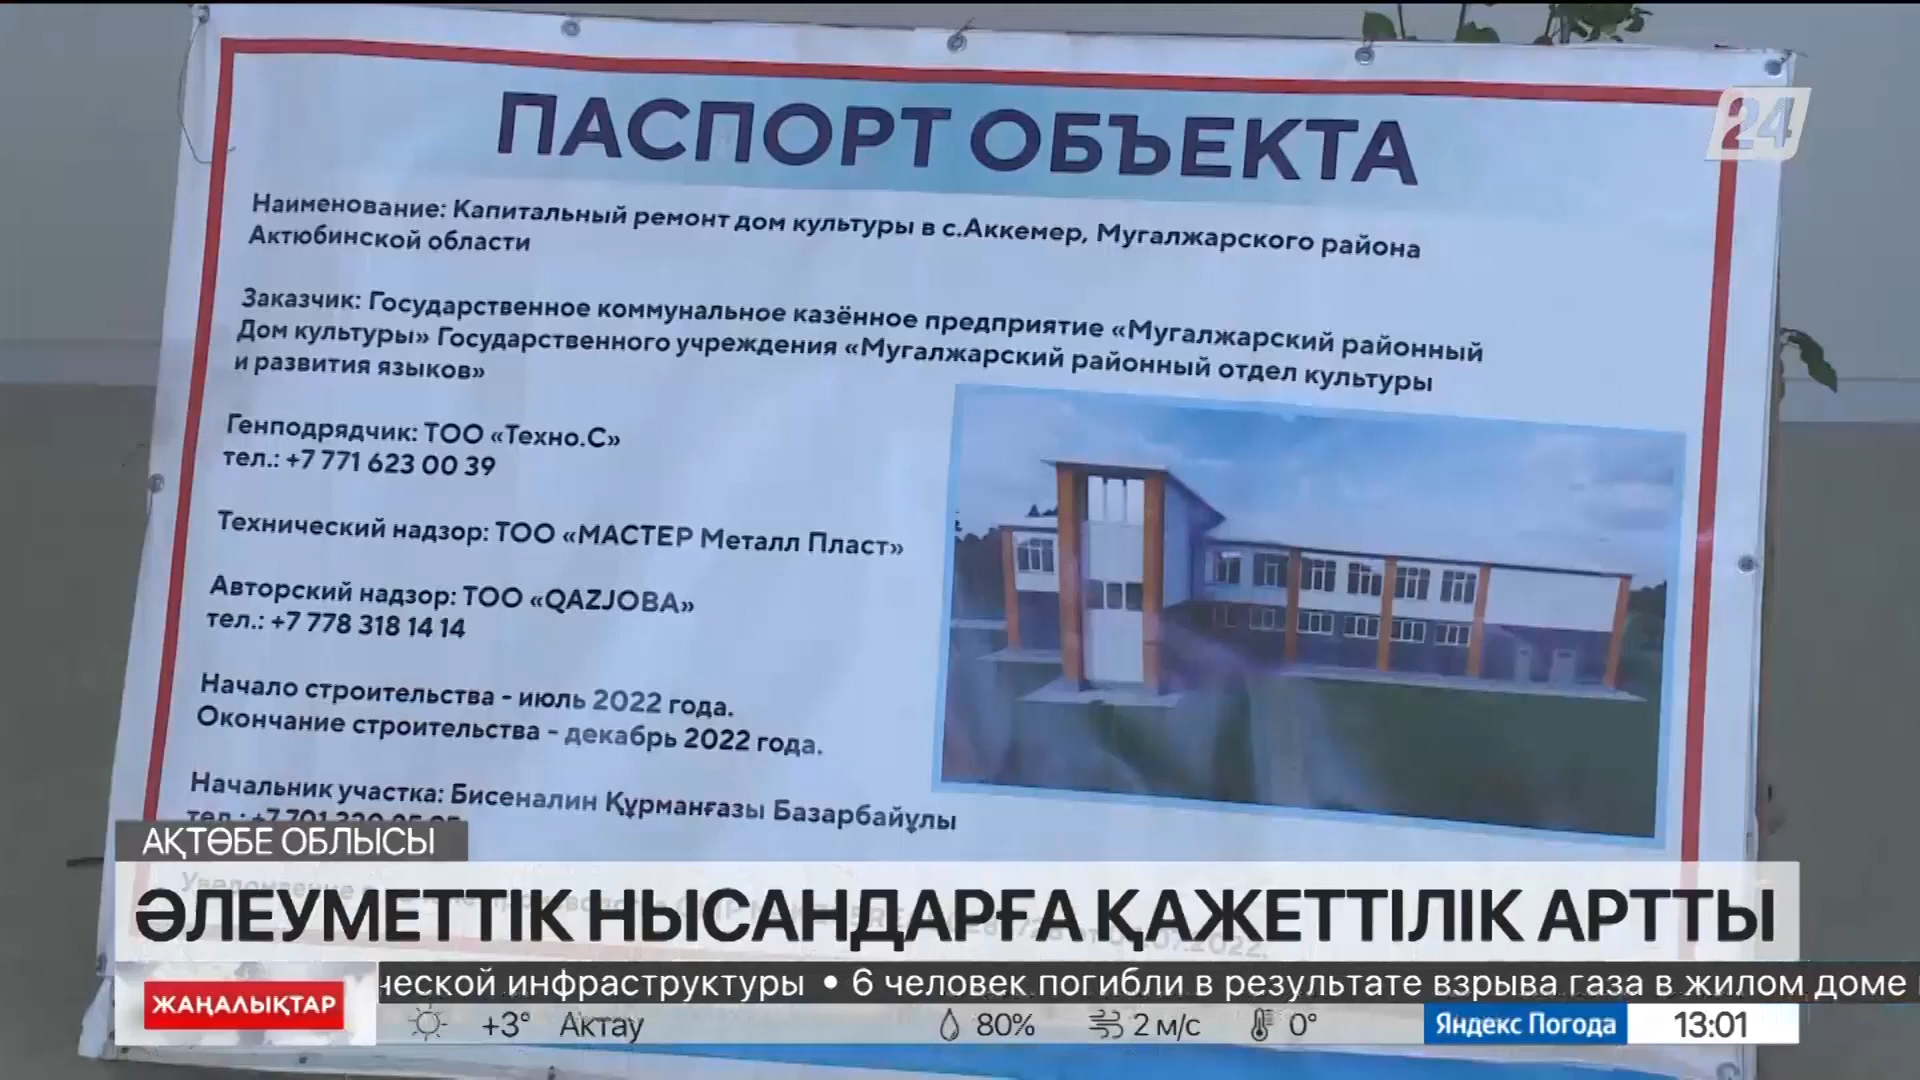 24
ПАСПОРТ ОБЪЕКТА
Наименование: Капитальный ремонт дом культуры в с.Аккемер, Мугалжарского района
Актюбинской области
Заказчик: Государственное коммунальное казённое предприятие «Мугалжарский районный
Дом культуры» Государственного учреждения «Мугалжарский районный отдел культуры
и развития языков»
Генподрядчик: ТОО «Техно.С»
тел.: +7 771 623 00 39
Технический надзор: ТОО «МАСТЕР Металл Пласт»
Авторский надзор: ТОО «QAZJOBA»
тел.: +7 778 318 14 14
Начало строительства - июль 2022 года.
Окончание строительства - декабрь 2022 года.
Начальник участка: Бисеналин Құрманғазы Базарбайұлы
тел.: +7 701
АҚТӨБЕ ОБЛЫСЫ
ӘЛЕУМЕТТІК НЫСАНДАРҒА ҚАЖЕТТІЛІК АРТТЫ
ЖАҢАЛЫҚТАР
ческой инфраструктуры • 6 человек погибли в результате взрыва газа в жилом доме
+3° Актау 80% 2 м/с 0° Яндекс Погода 13:01